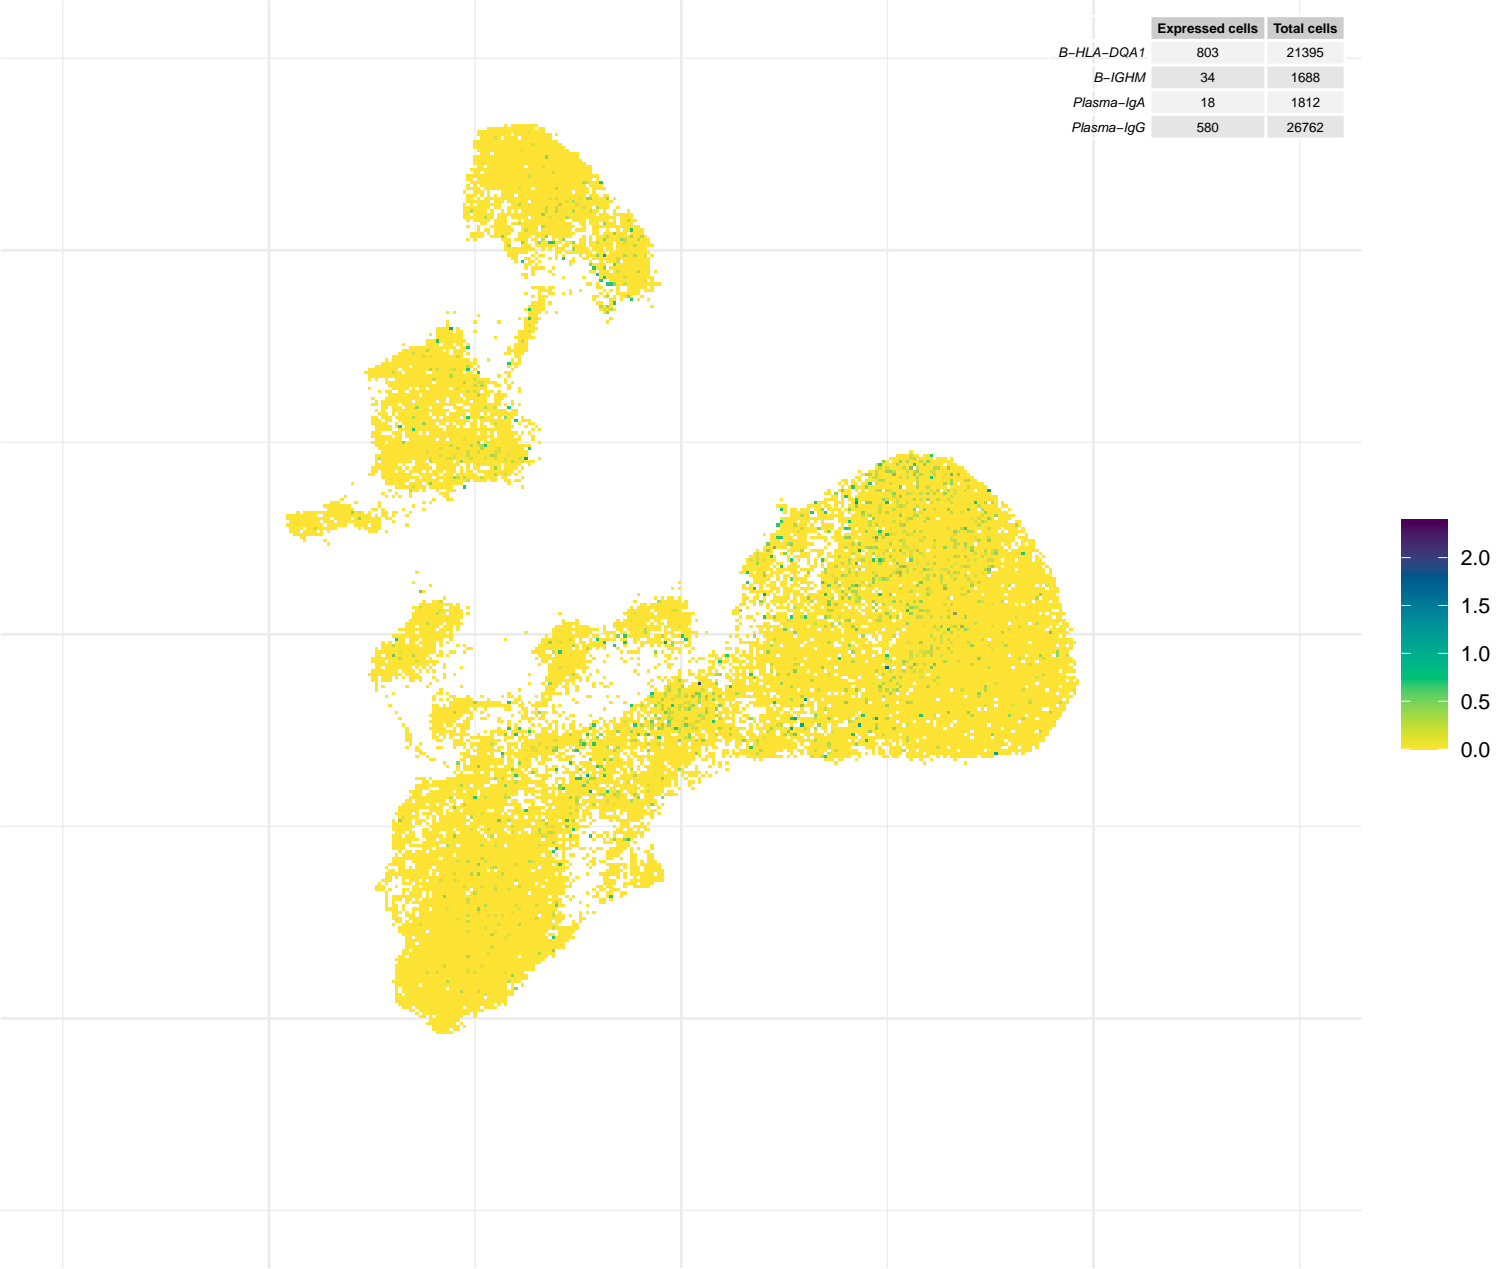 Expressed cells Total cells
B−HLA−DQA1 803 21395
B−IGHM 34 1688
Plasma−IgA 18 1812
Plasma−IgG 580 26762
2.0
1.5
1.0
0.5
0.0